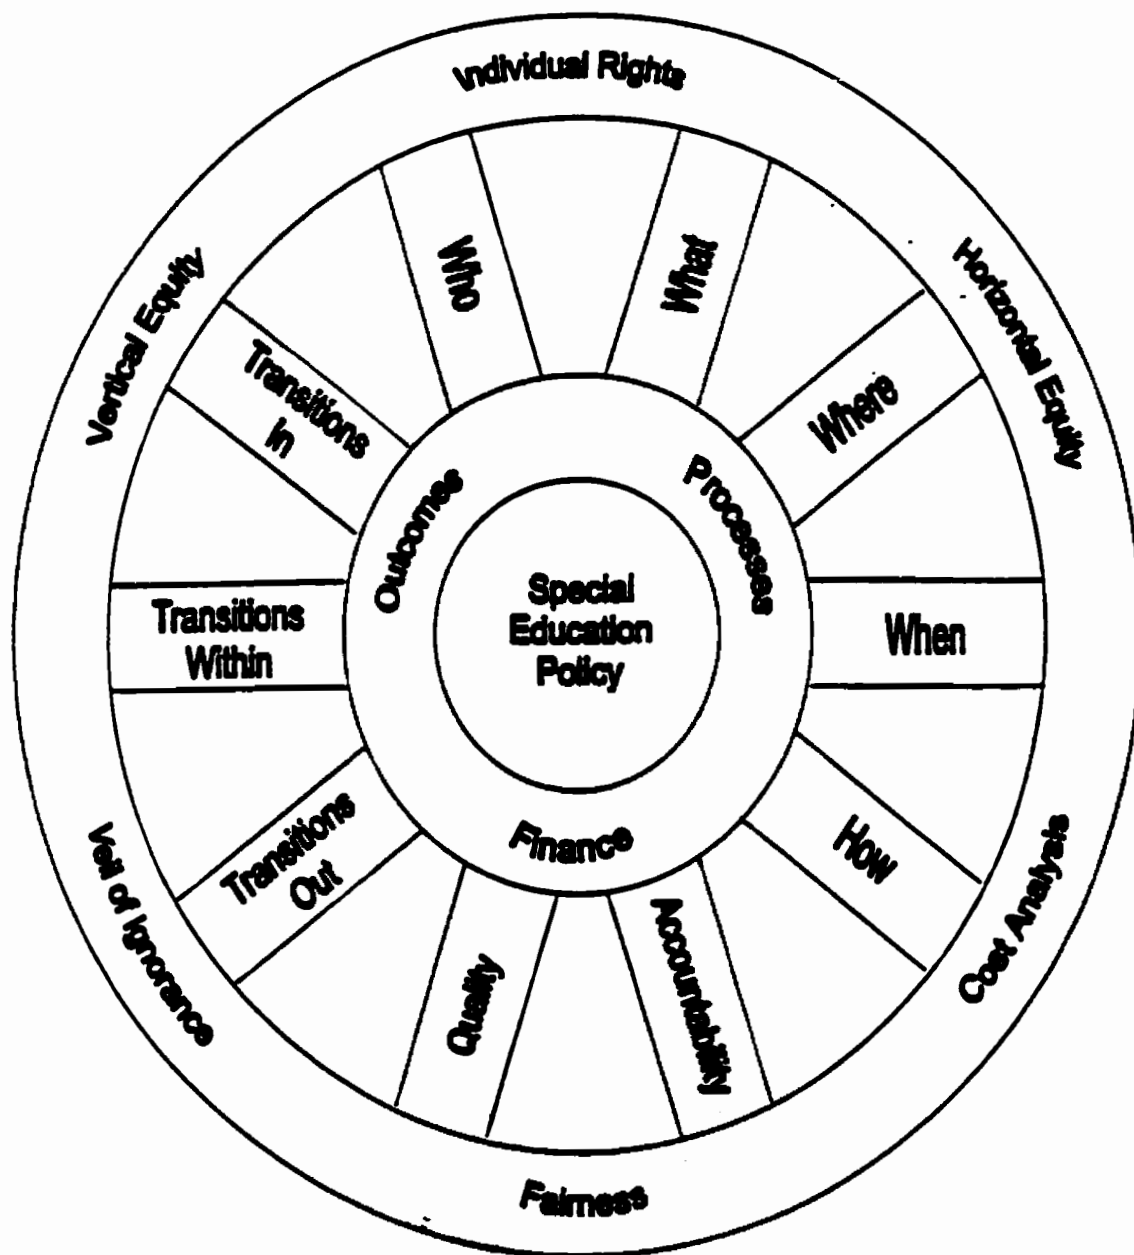 Individual Rights
Horizontal Equity
Cost Analysis
Fairness
Veil of Ignorance
Vertical Equity
Who
What
Where
When
How
Accountability
Quality
Transitions
Out
Transitions
Within
Transitions
In
Outcomes
Processes
Finance
Special
Education
Policy